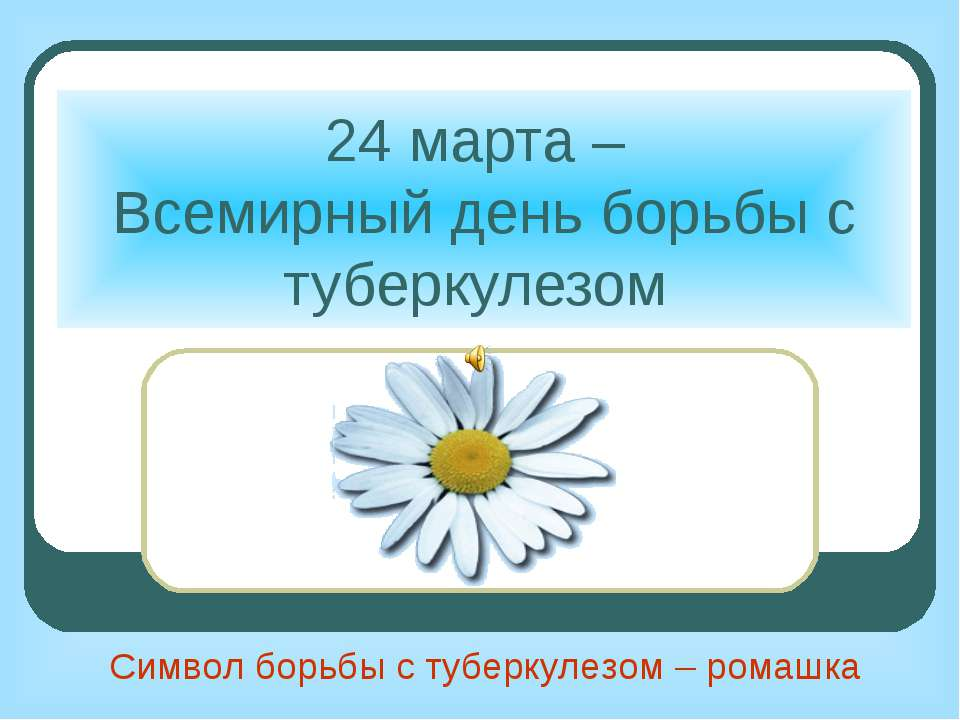 24 марта –
Всемирный день борьбы с
туберкулезом
Символ борьбы с туберкулезом – ромашка